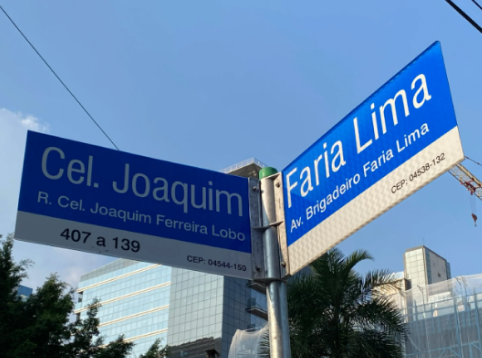 Cel. Joaquim
R. Cel. Joaquim Ferreira Lobo
407 a 139
CEP: 04544-150
Faria Lima
Av. Brigadeiro Faria Lima
CEP: 04538-132